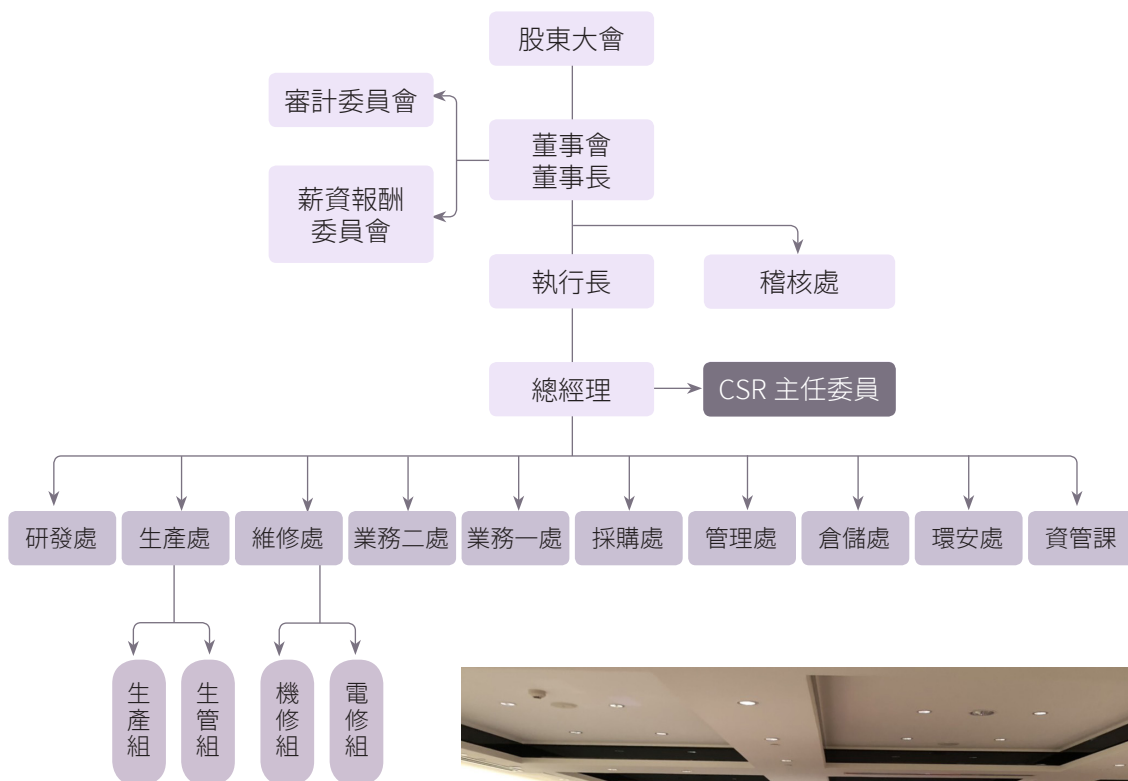 股東大會
審計委員會
董事會
董事長
薪資報酬
委員會
執行長
稽核處
總經理
CSR 主任委員
研發處
生產處
維修處
業務二處
業務一處
採購處
管理處
倉儲處
環安處
資管課
生產組
生管組
機修組
電修組